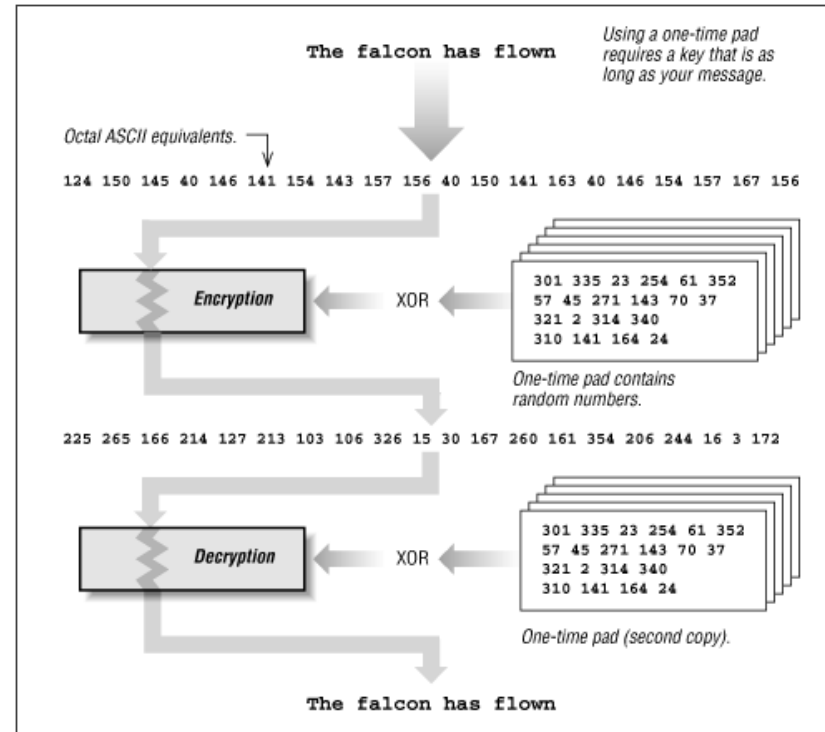 The falcon has flown
Using a one-time pad
requires a key that is as
long as your message.
Octal ASCII equivalents.
124 150 145 40 146 141 154 143 157 156 40 150 141 163 40 146 154 157 167 156
Encryption
XOR
301 335 23 254 61 352
57 45 271 143 70 37
321 2 314 340
310 141 164 24
One-time pad contains
random numbers.
225 265 166 214 127 213 103 106 326 15 30 167 260 161 354 206 244 16 3 172
Decryption
XOR
301 335 23 254 61 352
57 45 271 143 70 37
321 2 314 340
310 141 164 24
One-time pad (second copy).
The falcon has flown